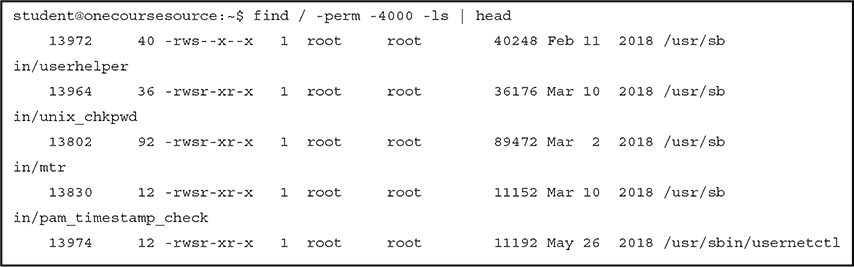 student@onecoursesource:~$ find / -perm -4000 -ls | head
13972 40 -rws--x--x 1 root root 40248 Feb 11 2018 /usr/sb
in/userhelper
13964 36 -rwsr-xr-x 1 root root 36176 Mar 10 2018 /usr/sb
in/unix_chkpwd
13802 92 -rwsr-xr-x 1 root root 89472 Mar 2 2018 /usr/sb
in/mtr
13830 12 -rwsr-xr-x 1 root root 11152 Mar 10 2018 /usr/sb
in/pam_timestamp_check
13974 12 -rwsr-xr-x 1 root root 11192 May 26 2018 /usr/sbin/usernetctl